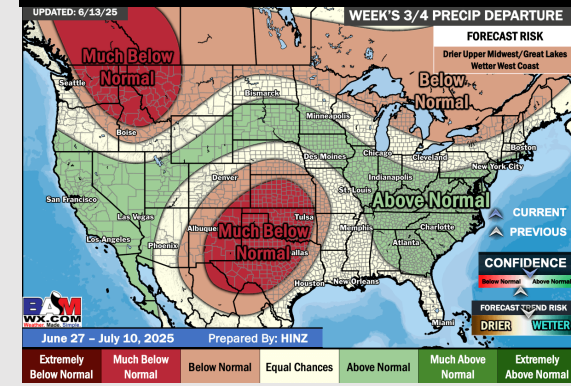 UPDATED: 6/13/25
WEEK'S 3/4 PRECIP DEPARTURE
FORECAST RISK
Drier Upper Midwest/Great Lakes
Wetter West Coast
Much Below
Normal
Below
Normal
Seattle
Bismarck
Minneapolis
Boise
Boston
Des Moines
Chicago
Cleveland
New York City
Denver
Indianapolis
St. Louis
San Francisco
Above Normal
Las Vegas
CURRENT
Tulsa
Charlotte
Albuque
Much Below
Normal
Memphis
PREVIOUS
Los Angeles
Phoenix
allas
Atlanta
CONFIDENCE
Below Normal
Above Normal
Houston
New Orleans
BAM
WX.COM
Weather. Made. Simple.
FORECAST TREND RISK
Miami
DRIER
WETTER
June 27 – July 10, 2025
Prepared By: HINZ
Extremely
Below Normal
Much Below
Normal
Below Normal
Equal Chances
Above Normal
Much Above
Normal
Extremely
Above Normal